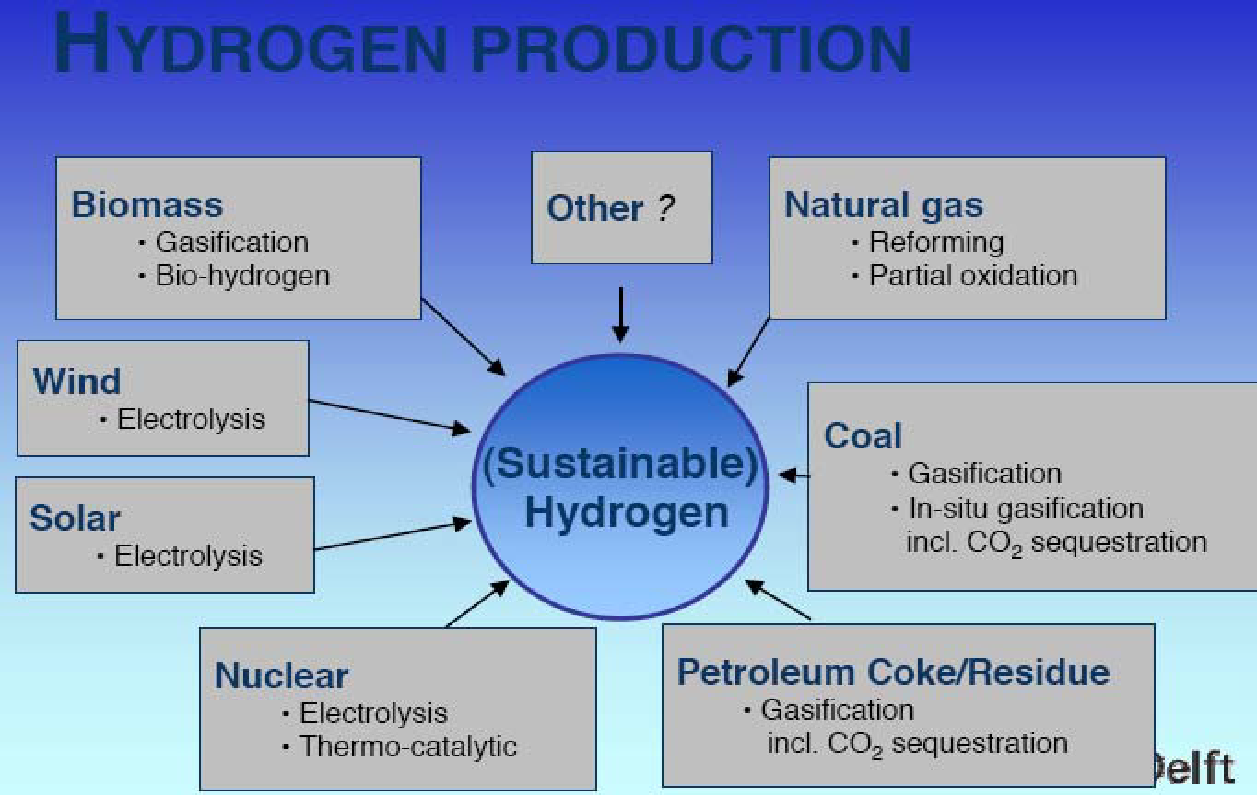 HYDROGEN PRODUCTION
Biomass
• Gasification
• Bio-hydrogen
Other ?
Natural gas
• Reforming
• Partial oxidation
Wind
• Electrolysis
(Sustainable)
Hydrogen
Coal
• Gasification
• In-situ gasification
incl. CO₂ sequestration
Solar
• Electrolysis
Nuclear
• Electrolysis
• Thermo-catalytic
Petroleum Coke/Residue
• Gasification
incl. CO₂ sequestration
Delft